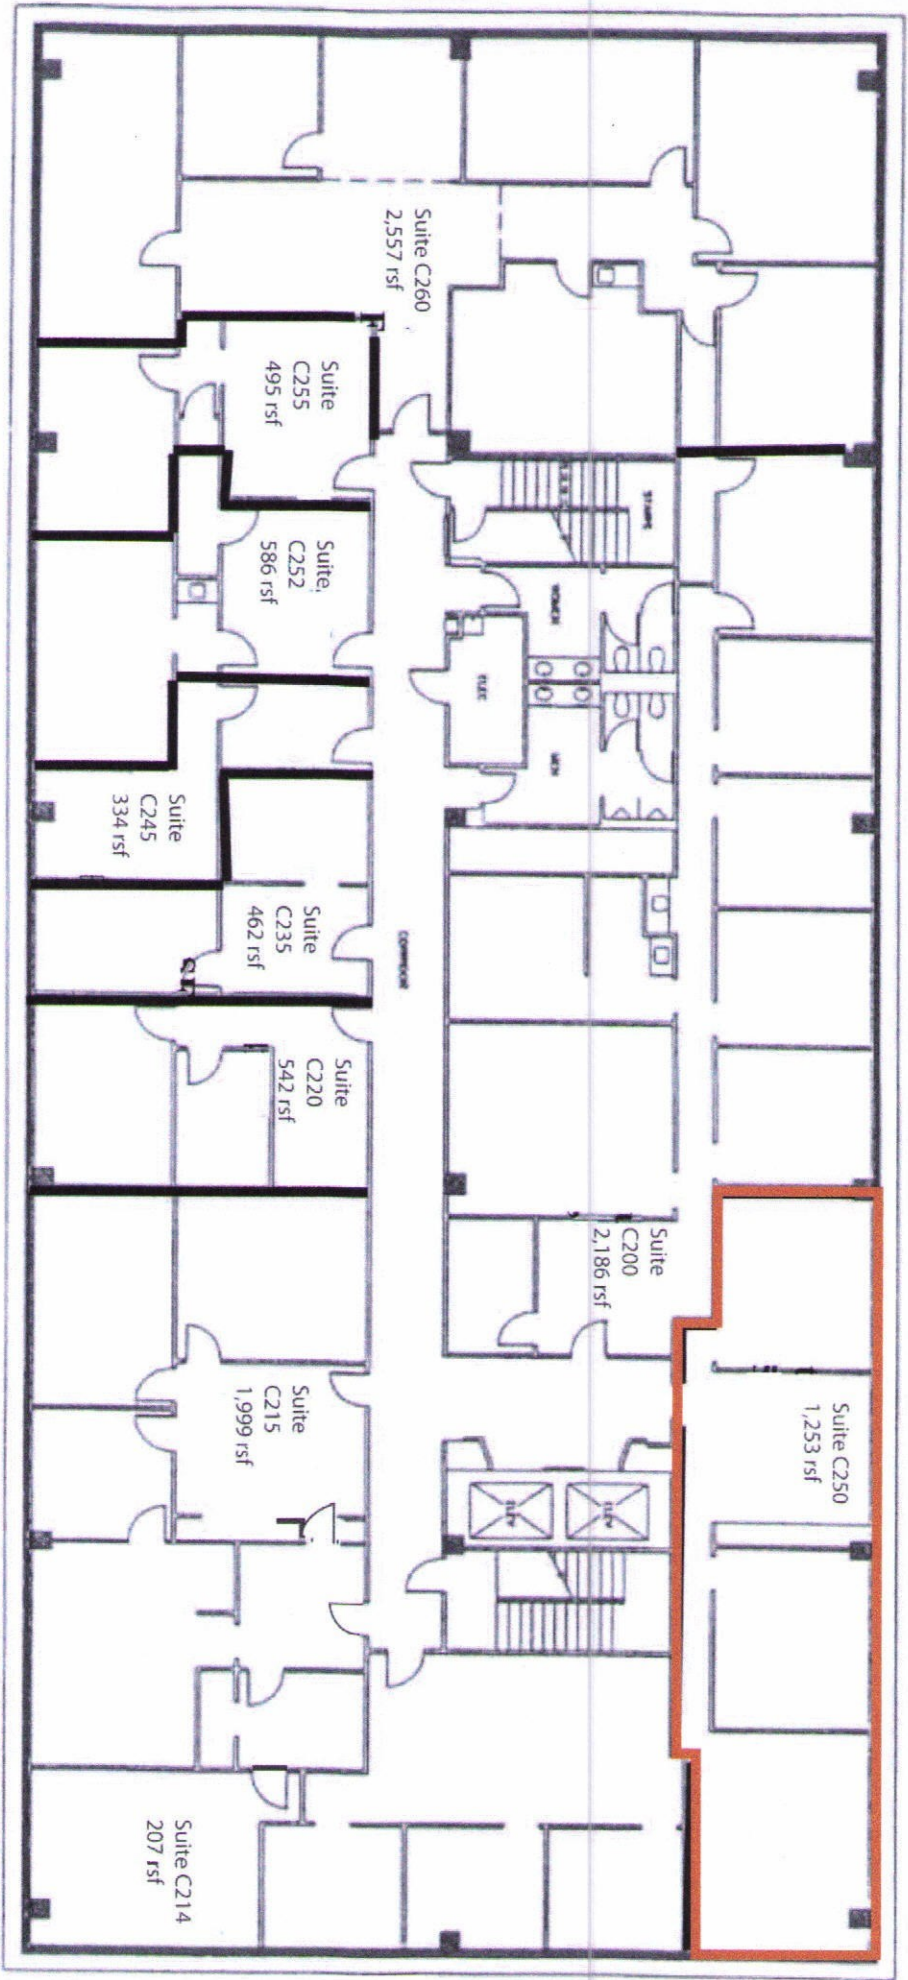 Suite C260
2,557 rsf
Suite
C255
495 rsf
Suite,
C252
586 rsf
Suite
C245
334 rsf
Suite
C235
462 rsf
Suite
C220
542 rsf
Suite
C215
1,999 rsf
Suite C214
207 rsf
Suite
C200
2,186 rsf
Suite C250
1,253 rsf
STAIRS
WOMEN
ELEC
MEN
CORRIDOR
ELEV
ELEV